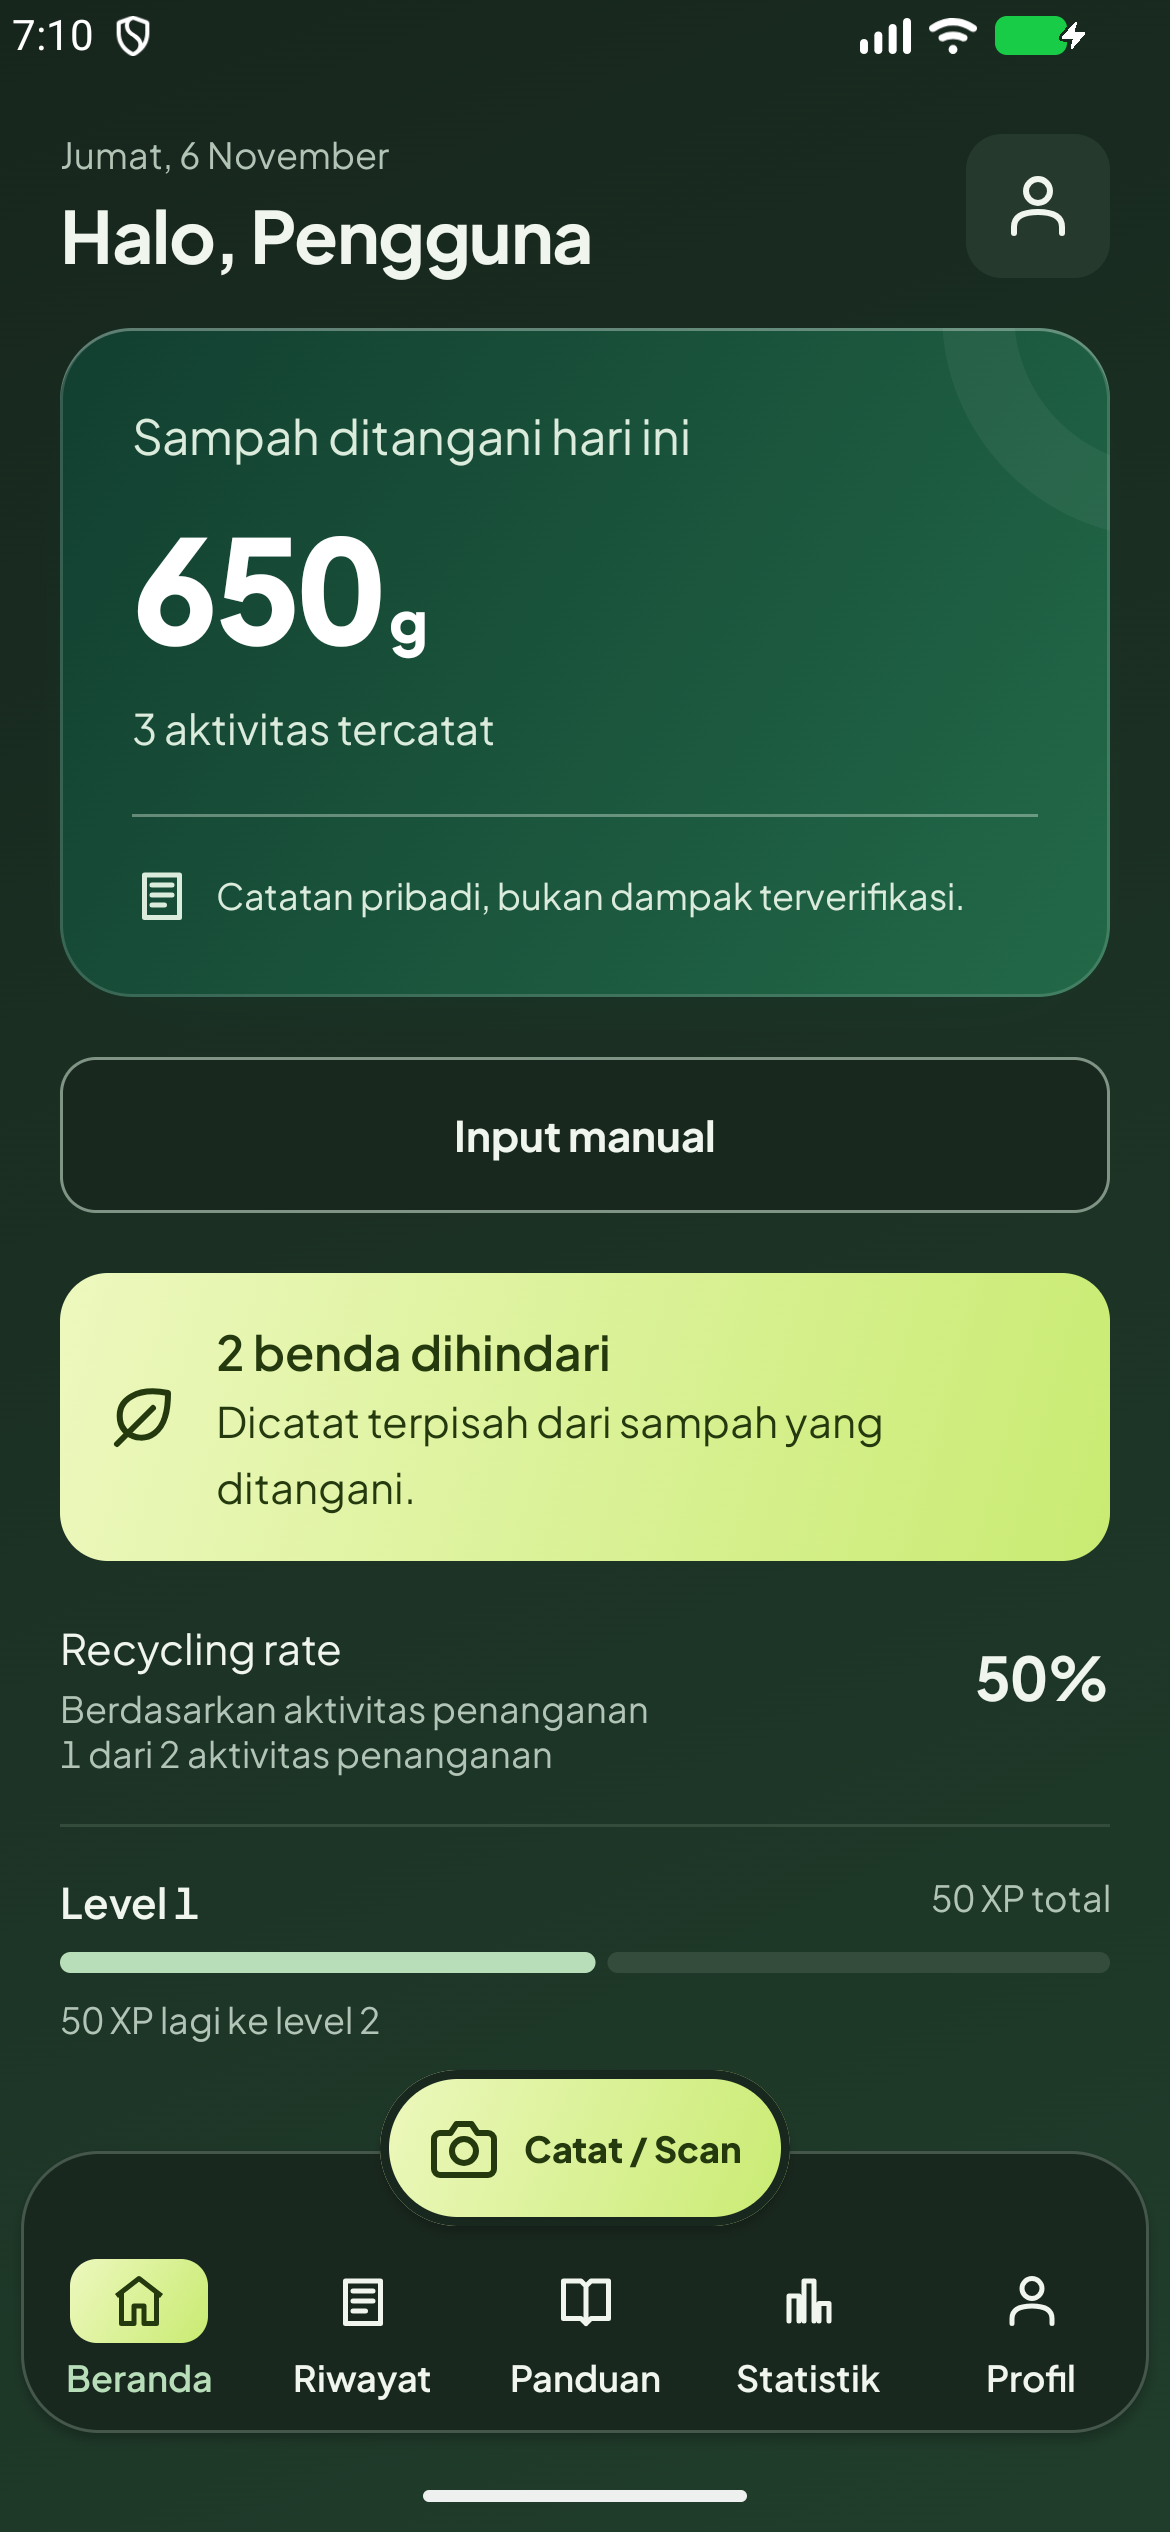 7:10
Jumat, 6 November
Halo, Pengguna
Sampah ditangani hari ini
650 g
3 aktivitas tercatat
Catatan pribadi, bukan dampak terverifikasi.
Input manual
2 benda dihindari
Dicatat terpisah dari sampah yang
ditangani.
Recycling rate
50%
Berdasarkan aktivitas penanganan
1 dari 2 aktivitas penanganan
Level 1
50 XP total
50 XP lagi ke level 2
Catat / Scan
Beranda
Riwayat
Panduan
Statistik
Profil